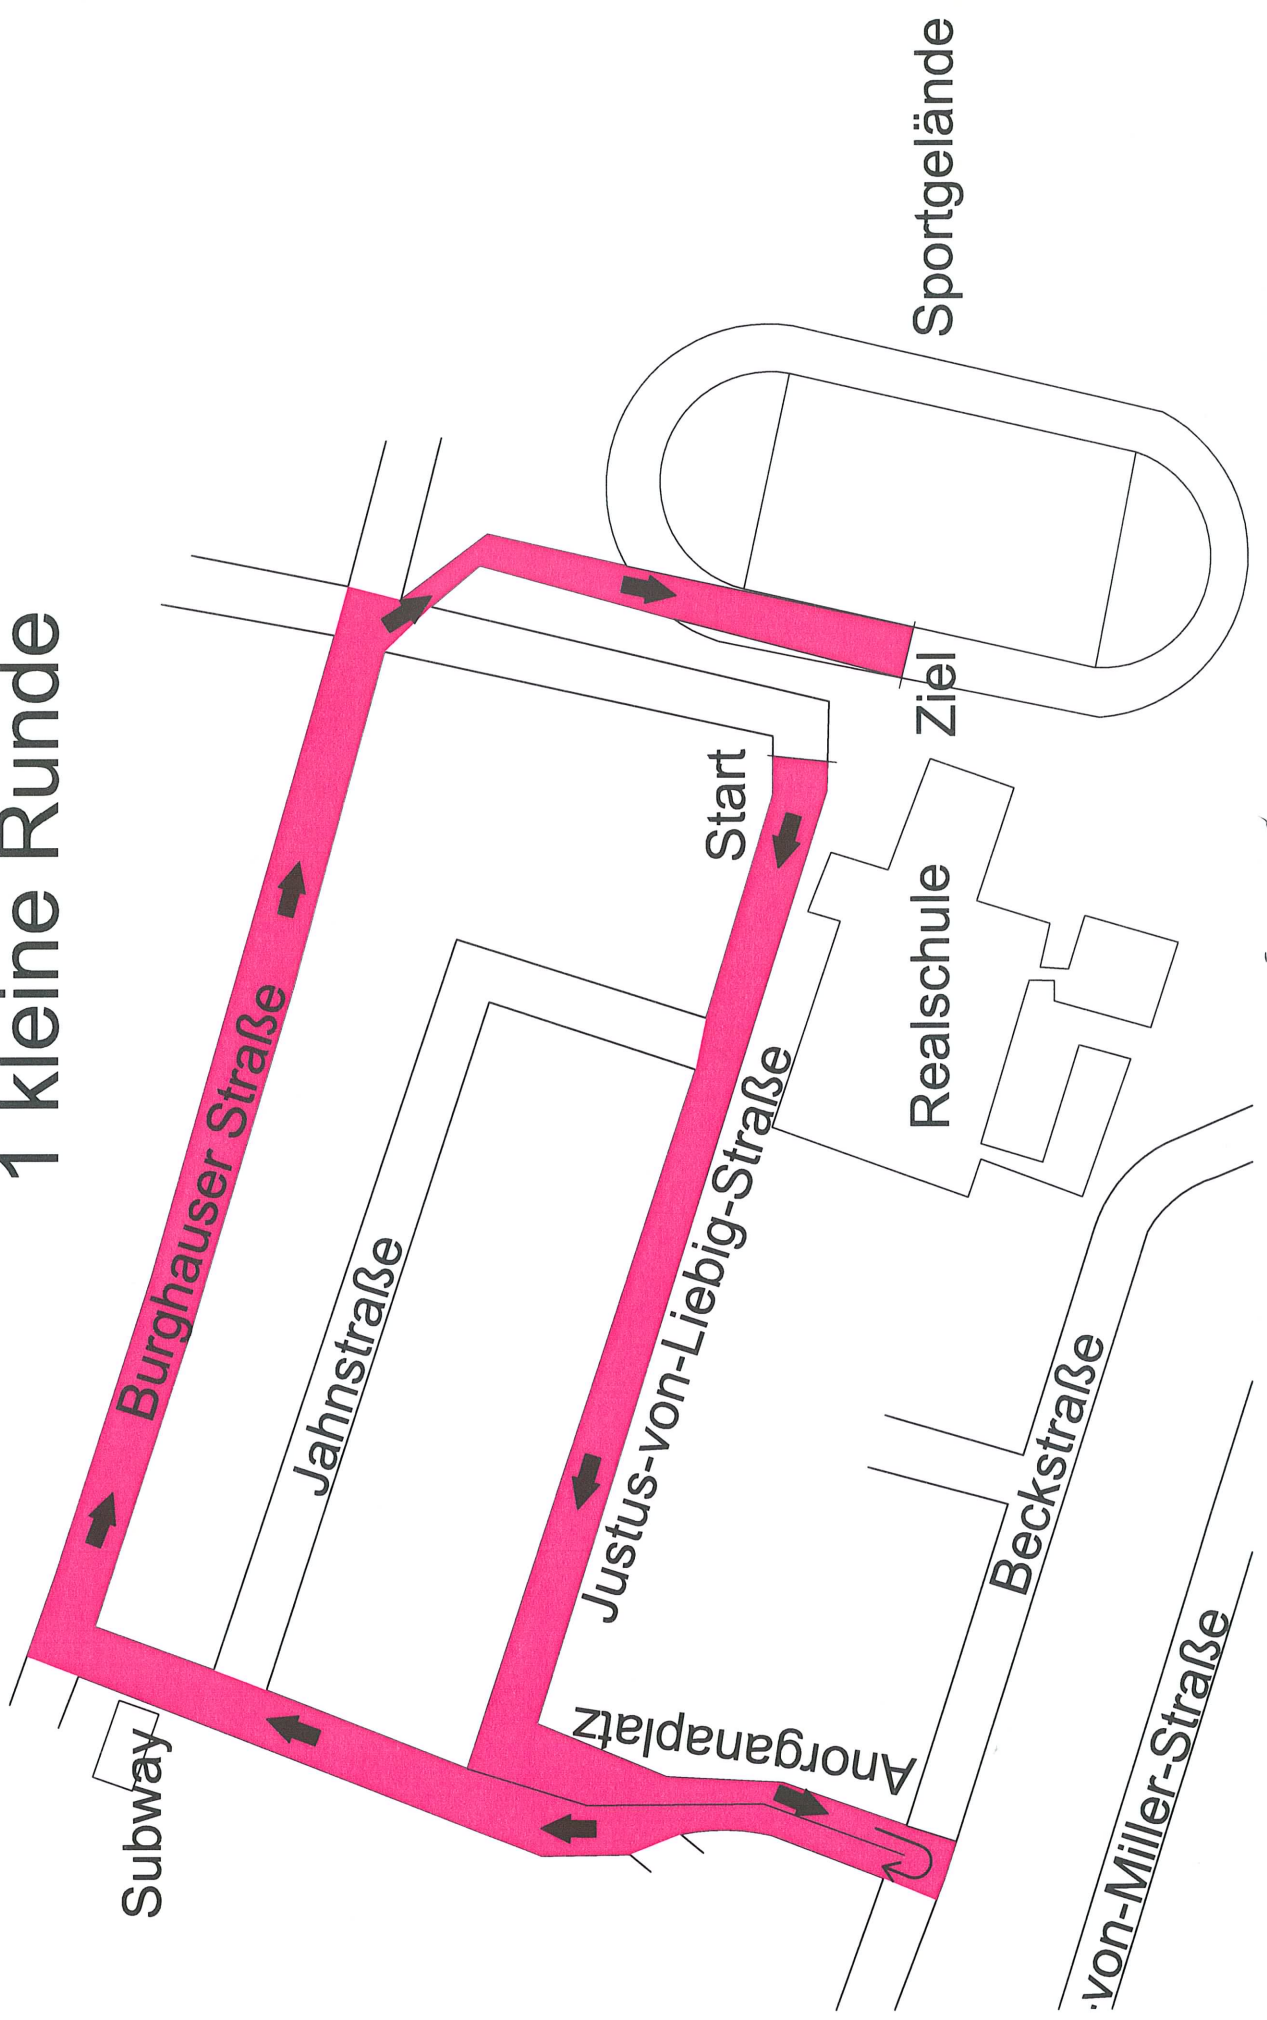 1 kleine Runde
Burghauser Straße
Subway
Jahnstraße
Start
Justus-von-Liebig-Straße
Ziel
Sportgelände
Realschule
Anorganaplatz
Beckstraße
von-Miller-Straße